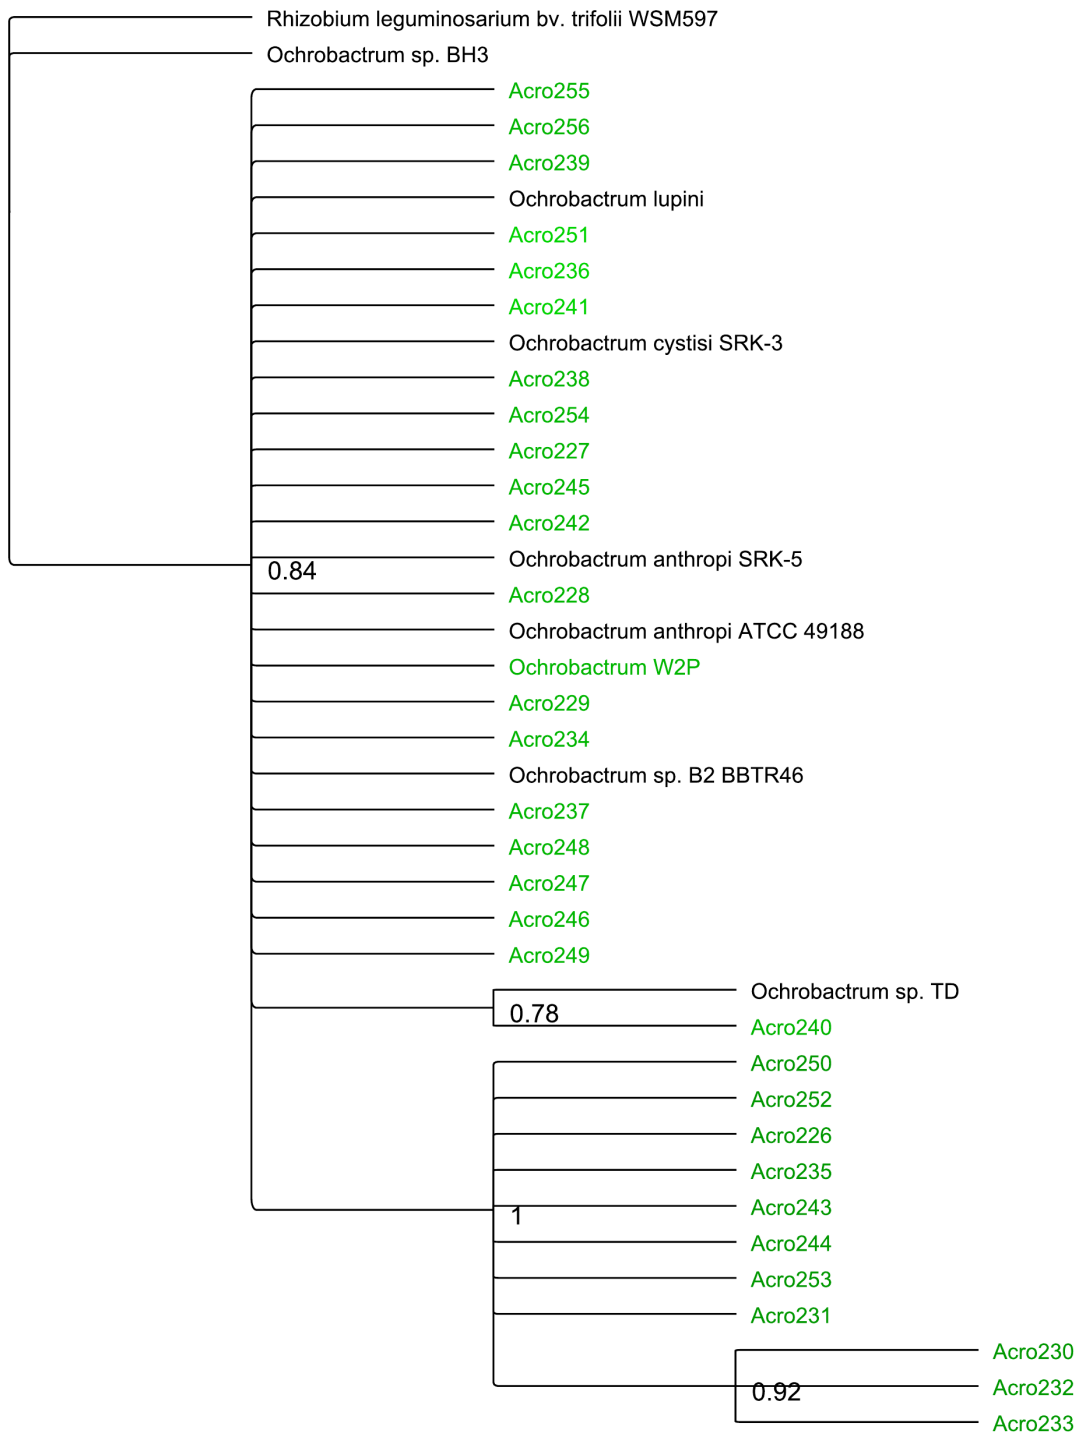 Rhizobium leguminosarium bv. trifolii WSM597
Ochrobactrum sp. BH3
Acro255
Acro256
Acro239
Ochrobactrum lupini
Acro251
Acro236
Acro241
Ochrobactrum cystisi SRK-3
Acro238
Acro254
Acro227
Acro245
Acro242
Ochrobactrum anthropi SRK-5
0.84
Acro228
Ochrobactrum anthropi ATCC 49188
Ochrobactrum W2P
Acro229
Acro234
Ochrobactrum sp. B2 BBTR46
Acro237
Acro248
Acro247
Acro246
Acro249
Ochrobactrum sp. TD
0.78
Acro240
Acro250
Acro252
Acro226
Acro235
Acro243
1
Acro244
Acro253
Acro231
Acro230
Acro232
0.92
Acro233